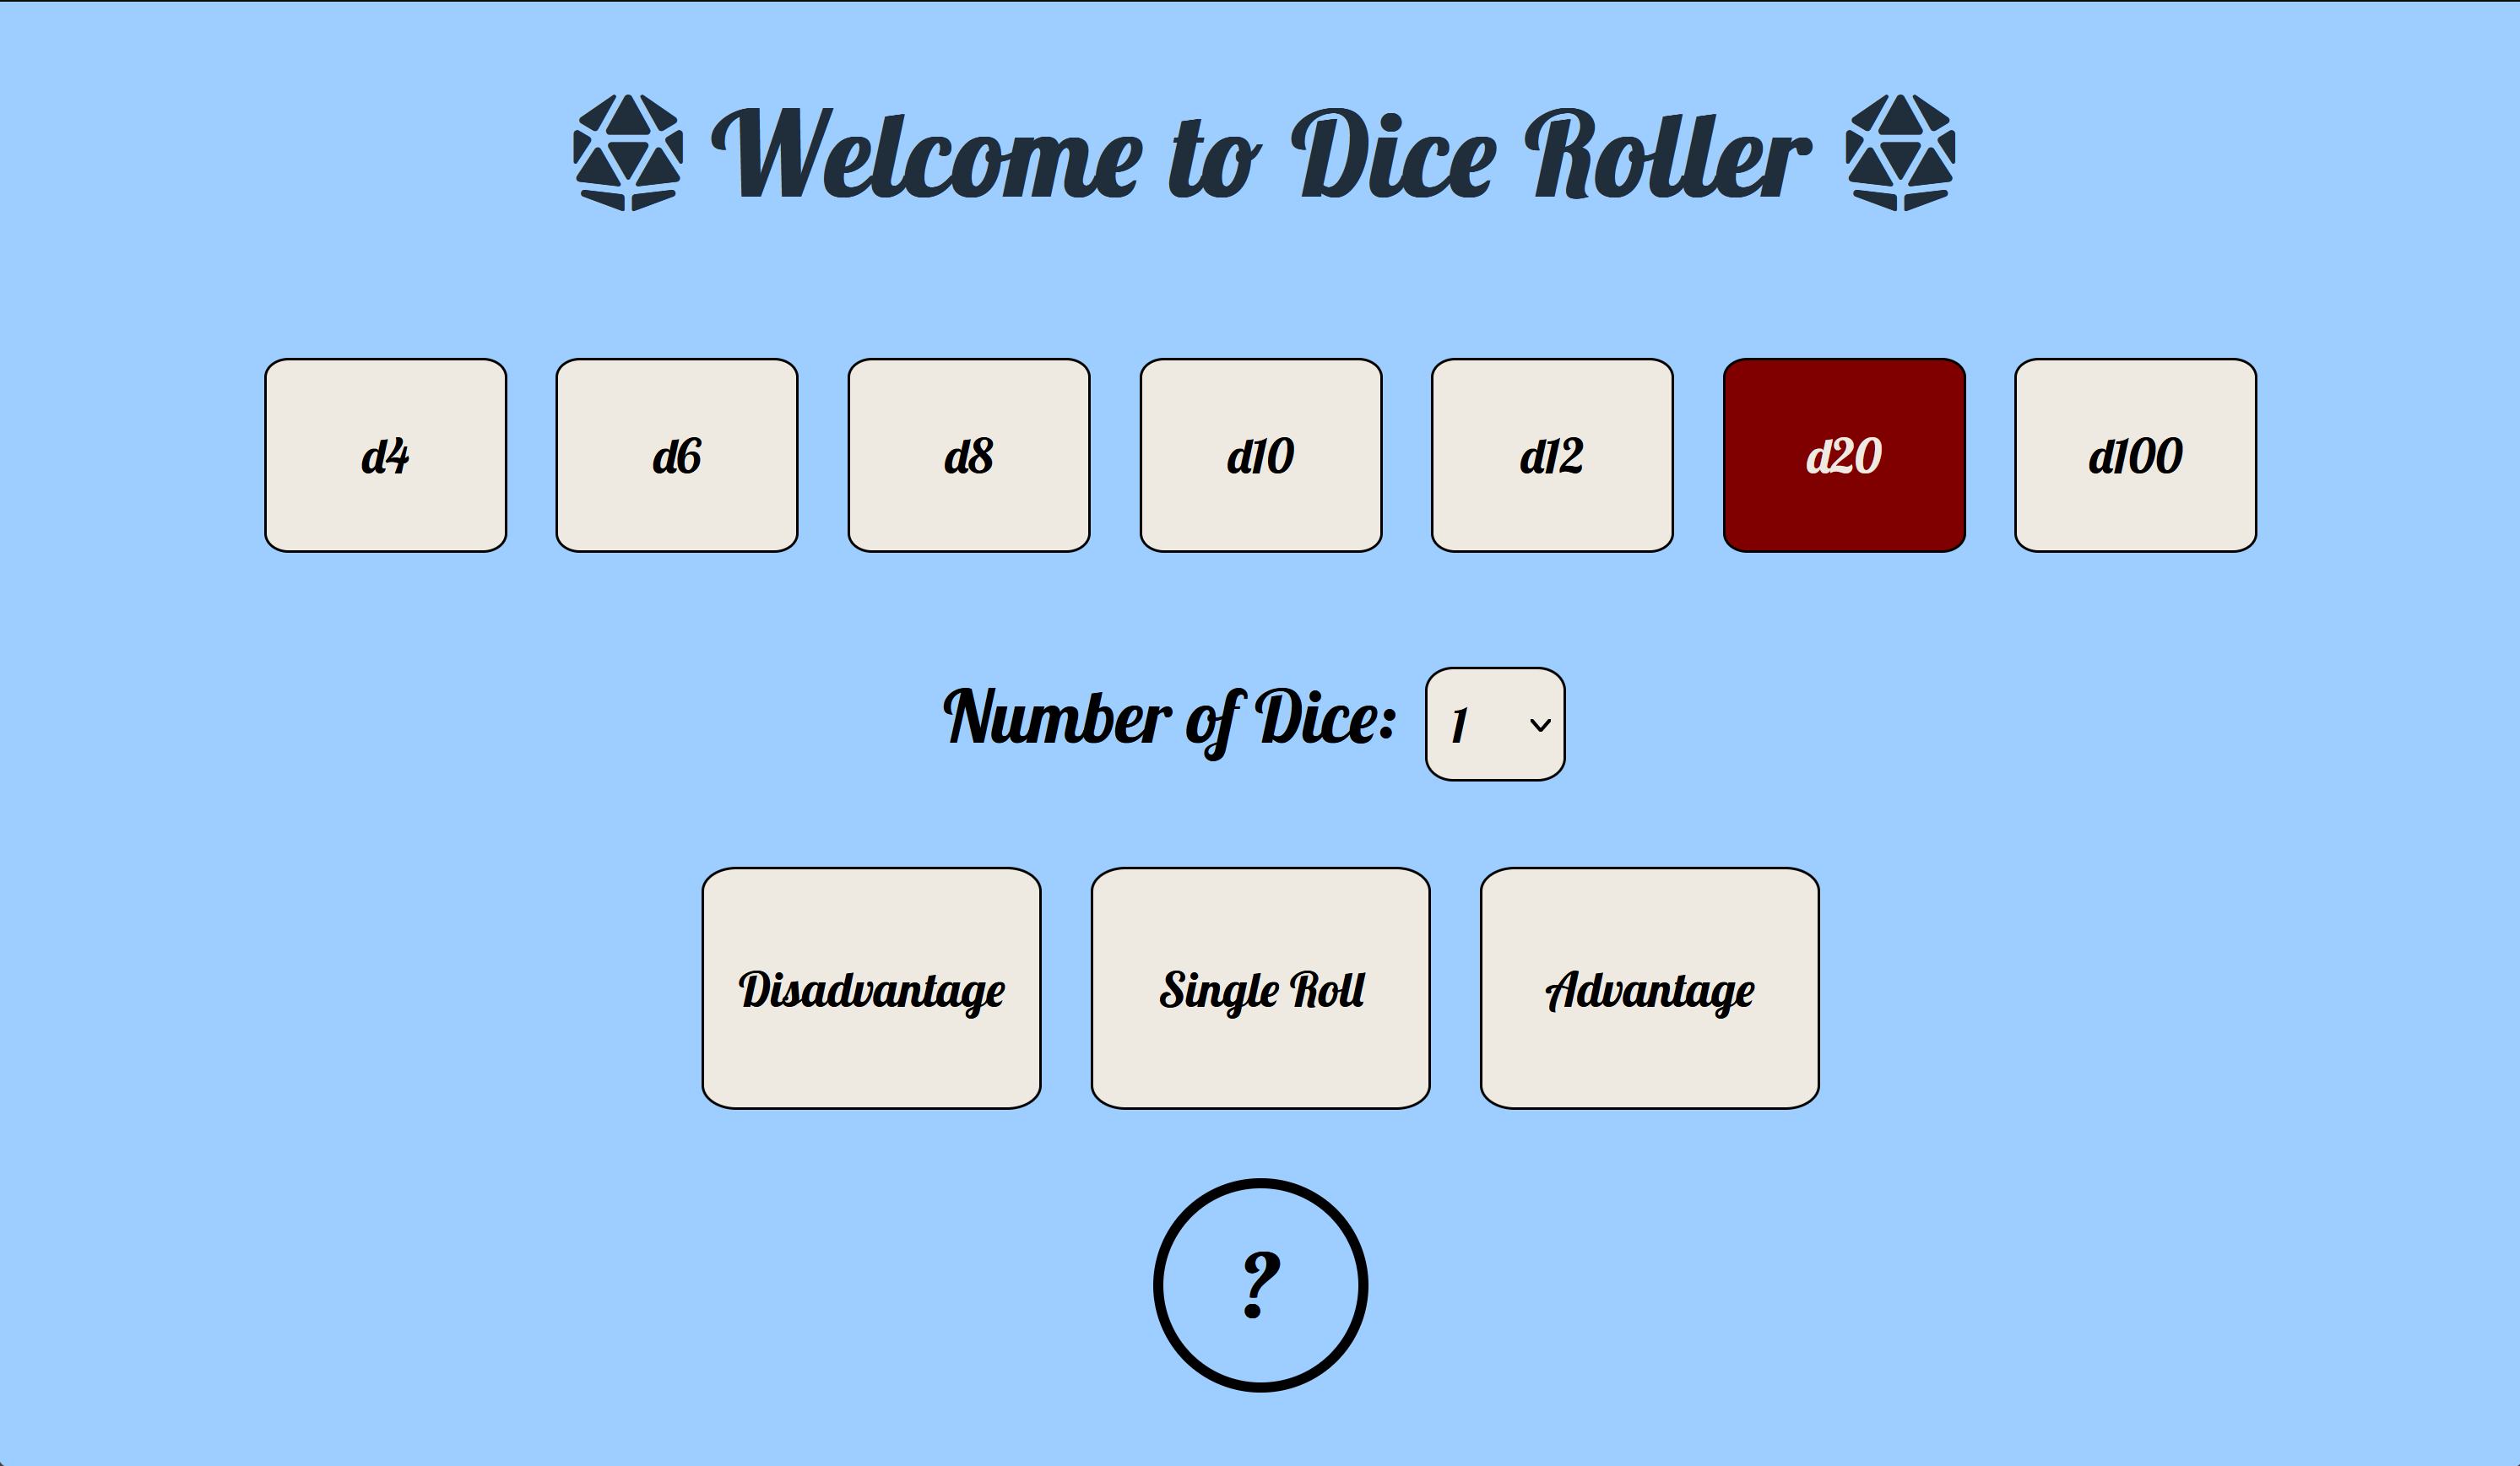 Welcome to Dice Roller
d4 d6 d8 d10 d12 d20 d100
Number of Dice: 1
Disadvantage Single Roll Advantage
?